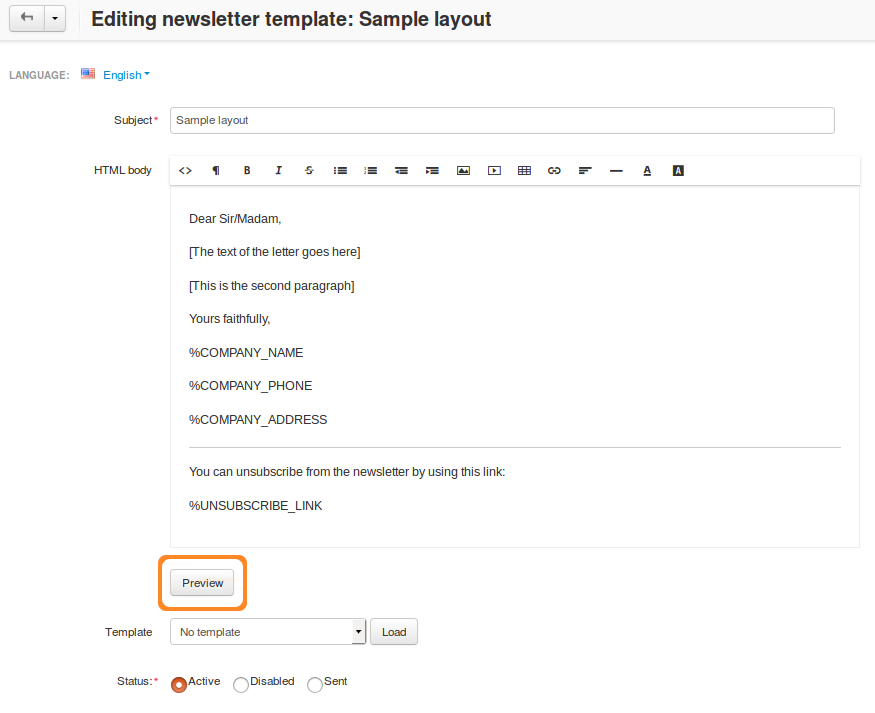 Editing newsletter template: Sample layout
LANGUAGE: English
Subject* Sample layout
HTML body
Dear Sir/Madam,
[The text of the letter goes here]
[This is the second paragraph]
Yours faithfully,
%COMPANY_NAME
%COMPANY_PHONE
%COMPANY_ADDRESS
You can unsubscribe from the newsletter by using this link:
%UNSUBSCRIBE_LINK
Preview
Template No template Load
Status:* Active Disabled Sent